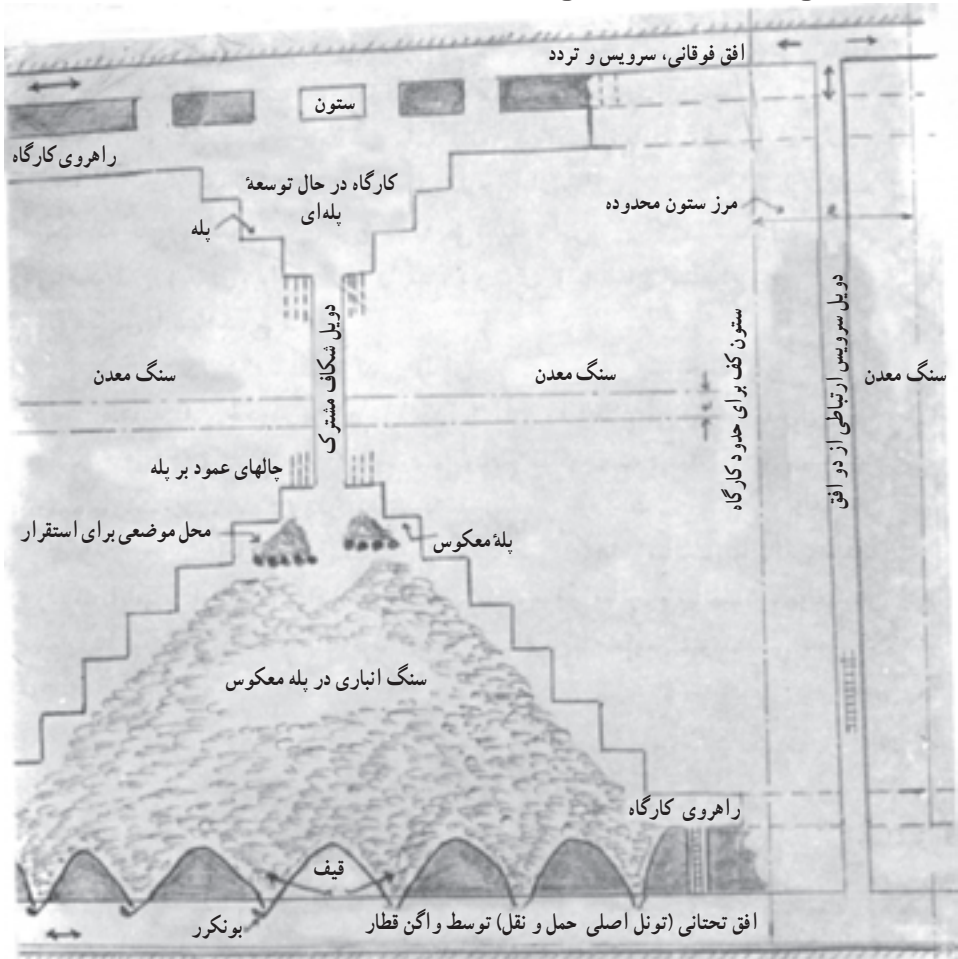 افق فوقانی، سرویس و تردد
ستون
راهروی کارگاه
کارگاه در حال توسعهٔ
پله‌ای
پله
مرز ستون محدوده
دویل شکاف مشترک
ستون کف برای حدود کارگاه
دویل سرویس ارتباطی از دو افق
سنگ معدن
سنگ معدن
سنگ معدن
چالهای عمود بر پله
محل موضعی برای استقرار
پلهٔ معکوس
سنگ انباری در پله معکوس
راهروی کارگاه
قیف
بونکرر
افق تحتانی (تونل اصلی حمل و نقل) توسط واگن قطار